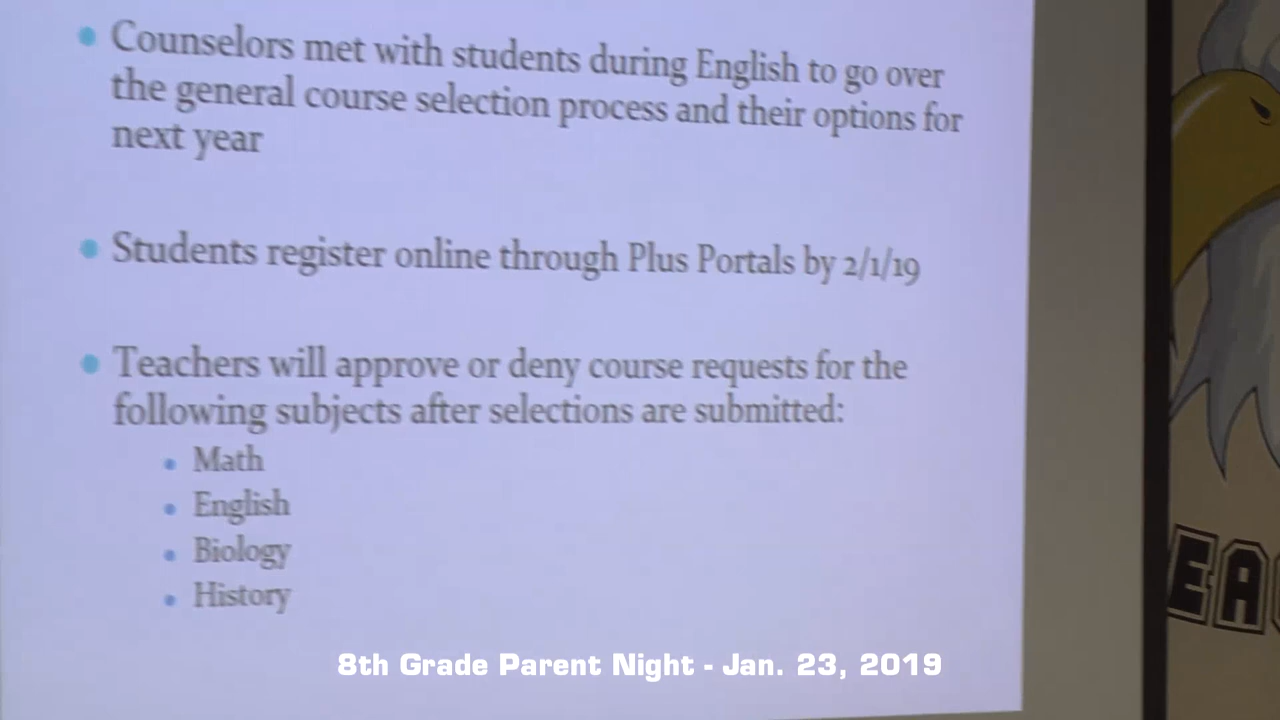 Counselors met with students during English to go over
the general course selection process and their options for
next year
Students register online through Plus Portals by 2/1/19
Teachers will approve or deny course requests for the
following subjects after selections are submitted:
Math
English
Biology
History
EA
8th Grade Parent Night - Jan. 23, 2019